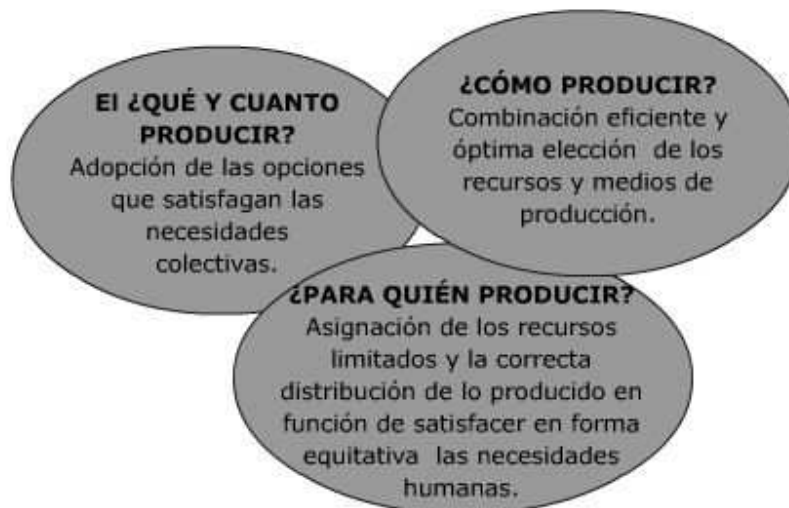 El ¿QUÉ Y CUANTO
PRODUCIR?
Adopción de las opciones
que satisfagan las
necesidades
colectivas.
¿CÓMO PRODUCIR?
Combinación eficiente y
óptima elección de los
recursos y medios de
producción.
¿PARA QUIÉN PRODUCIR?
Asignación de los recursos
limitados y la correcta
distribución de lo producido en
función de satisfacer en forma
equitativa las necesidades
humanas.